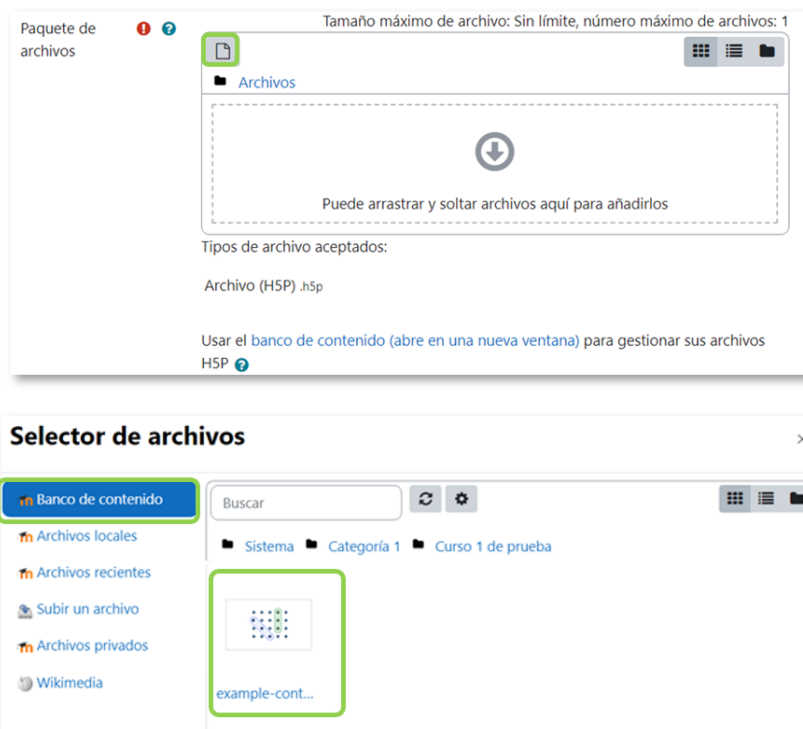 Tamaño máximo de archivo: Sin límite, número máximo de archivos: 1
Paquete de
archivos
Archivos
Puede arrastrar y soltar archivos aquí para añadirlos
Tipos de archivo aceptados:
Archivo (H5P) .h5p
Usar el banco de contenido (abre en una nueva ventana) para gestionar sus archivos
H5P
Selector de archivos
Banco de contenido
Archivos locales
Archivos recientes
Subir un archivo
Archivos privados
Wikimedia
Buscar
Sistema Categoría 1 Curso 1 de prueba
example-cont...